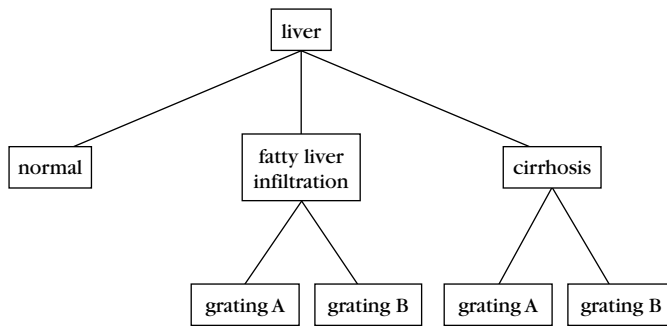 liver
normal
fatty liver
infiltration
cirrhosis
grating A
grating B
grating A
grating B